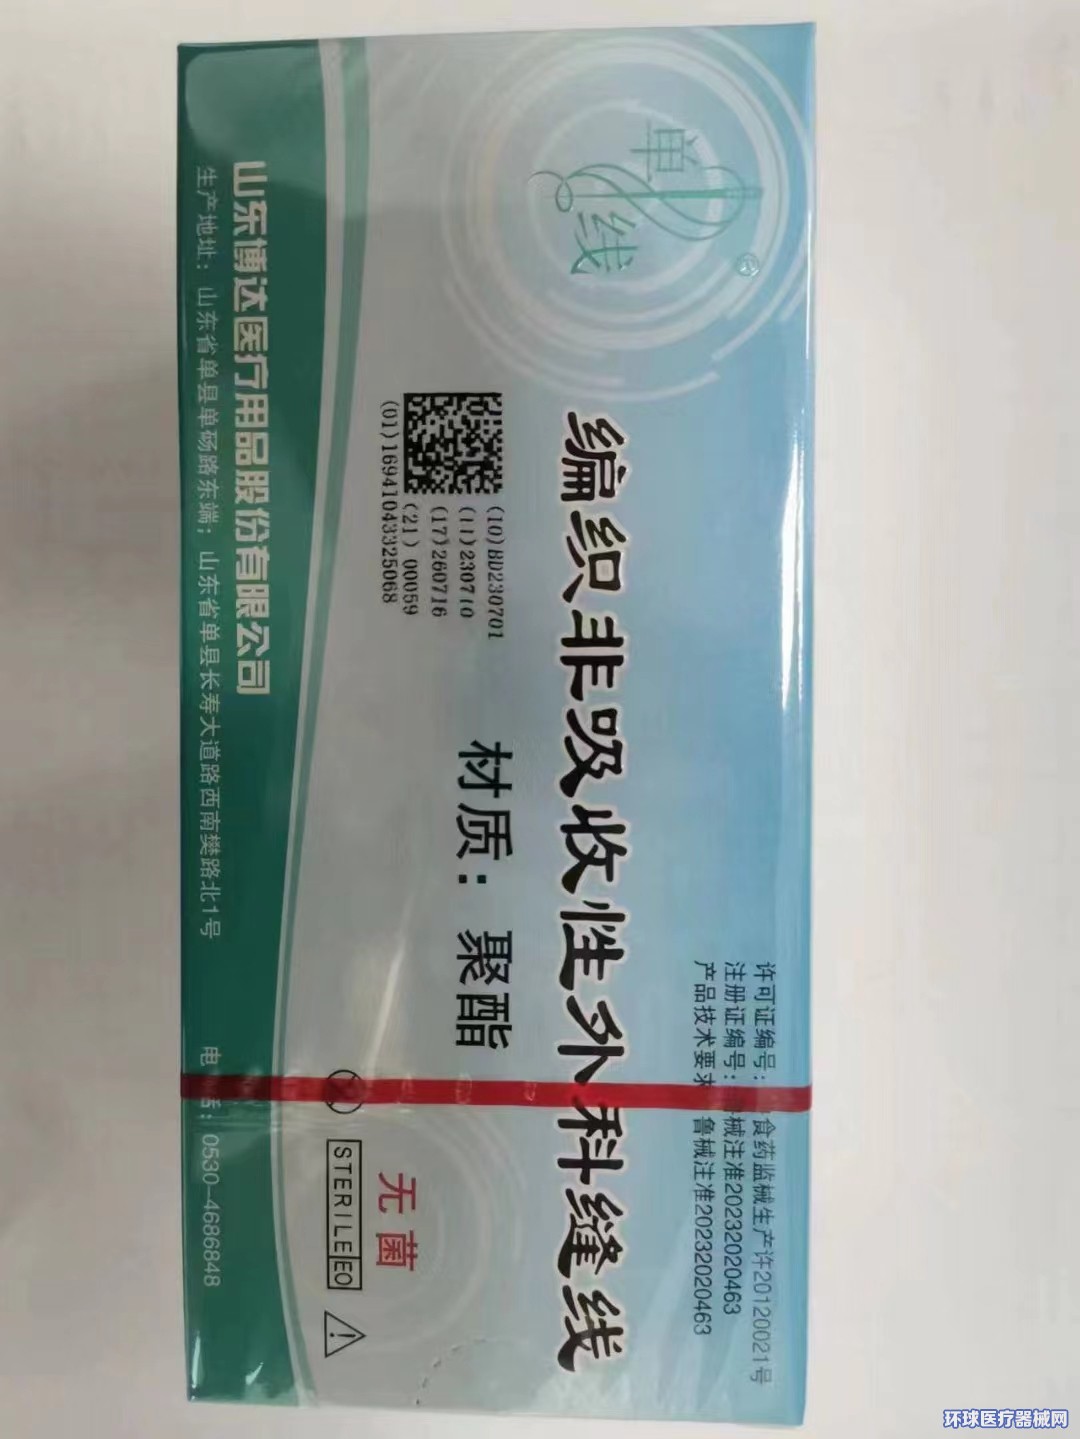 单线®
许可证编号: 食药监械生产许20120021号
注册证编号: 械注准20232020463
产品技术要求 鲁械注准20232020463
编织非吸收性外科缝线
(10)BD230701
(11)230710
(17)260716
(21)00059
(01)16941043325068
材质：聚酯
无菌
STERILE EO
山东博达医疗用品股份有限公司
生产地址：山东省单县单砀路东端；山东省单县长寿大道路西南樊路北1号
电 话：0530-4686848
环球医疗器械网